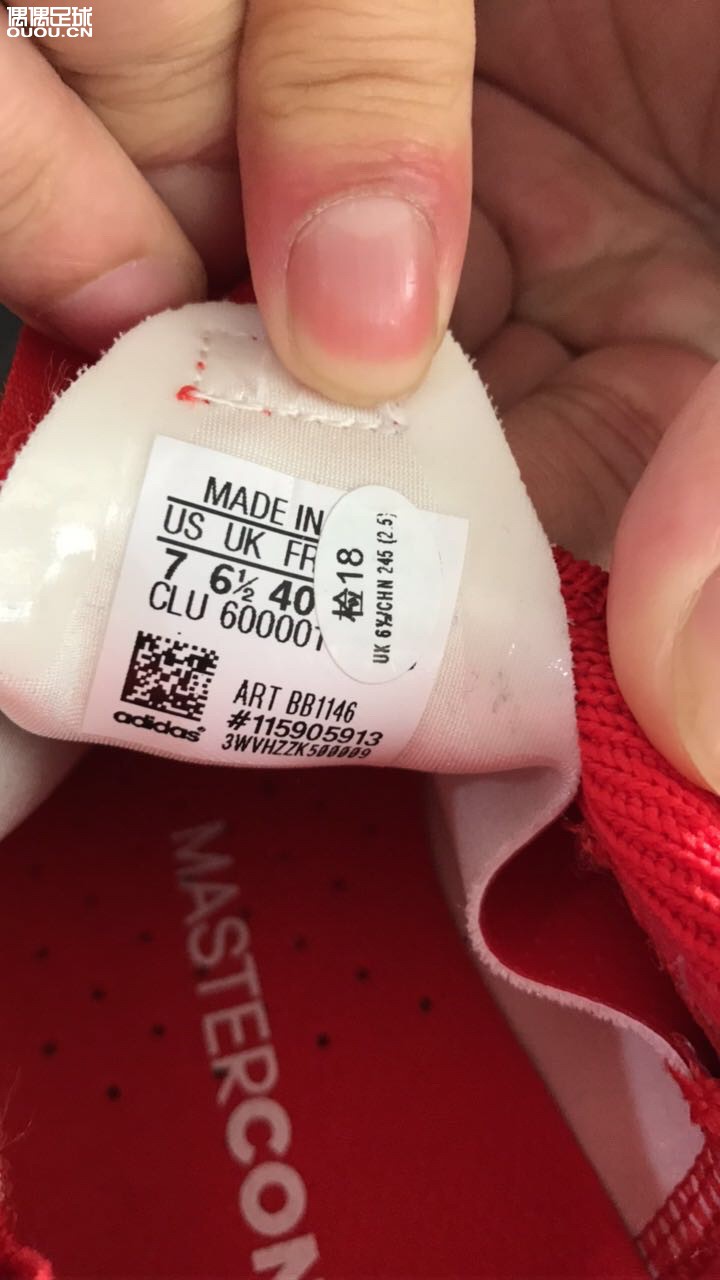 偶偶足球
OUOU.CN
MADE IN
US UK FR
7 6½ 40
CLU 600001
检18
UK 6½/CHN 245 (2.5)
ART BB1146
#115905913
3WVHZZK500009
adidas
MASTERCON